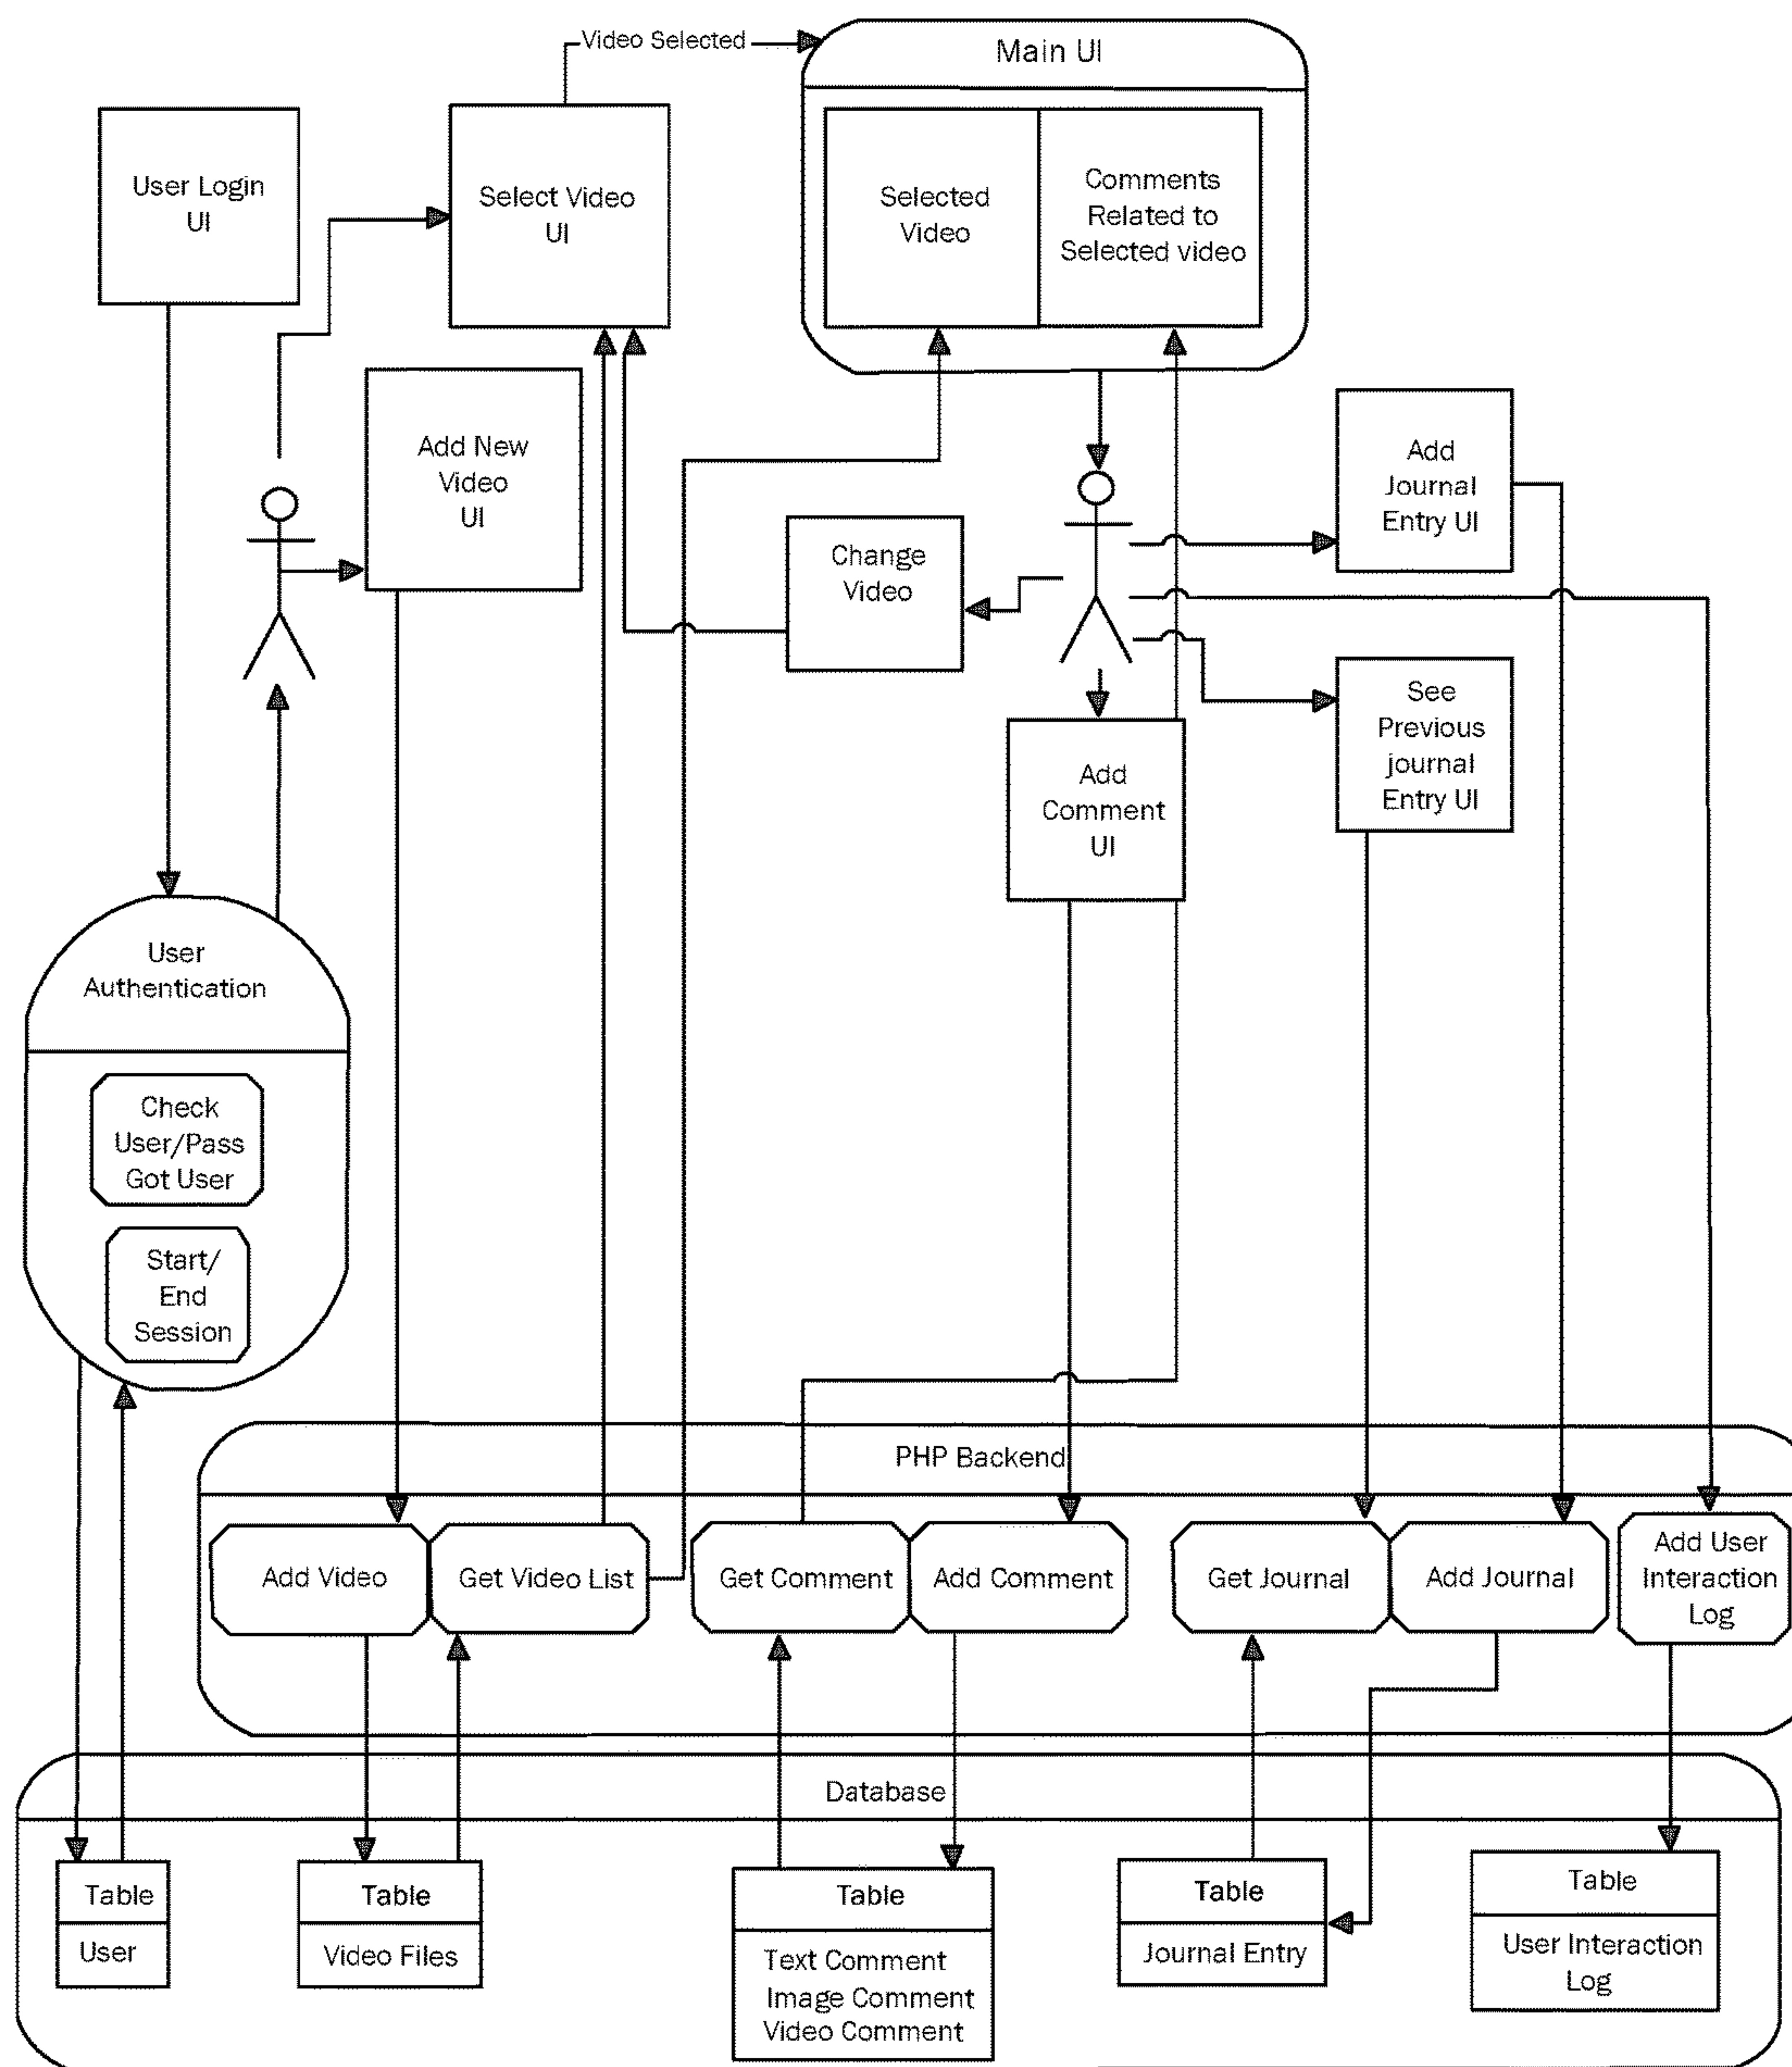 Video Selected
Main UI
User Login
UI
Select Video
UI
Selected
Video
Comments
Related to
Selected video
Add New
Video
UI
Change
Video
Add
Journal
Entry UI
See
Previous
journal
Entry UI
Add
Comment
UI
User
Authentication
Check
User/Pass
Got User
Start/
End
Session
PHP Backend
Add Video
Get Video List
Get Comment
Add Comment
Get Journal
Add Journal
Add User
Interaction
Log
Database
Table
User
Table
Video Files
Table
Text Comment
Image Comment
Video Comment
Table
Journal Entry
Table
User Interaction
Log